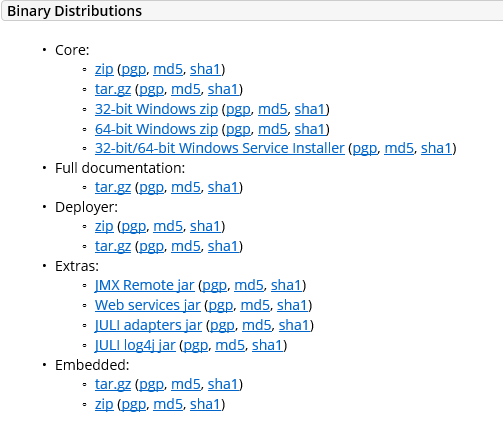 Binary Distributions
• Core:
◦ zip (pgp, md5, sha1)
◦ tar.gz (pgp, md5, sha1)
◦ 32-bit Windows zip (pgp, md5, sha1)
◦ 64-bit Windows zip (pgp, md5, sha1)
◦ 32-bit/64-bit Windows Service Installer (pgp, md5, sha1)
• Full documentation:
◦ tar.gz (pgp, md5, sha1)
• Deployer:
◦ zip (pgp, md5, sha1)
◦ tar.gz (pgp, md5, sha1)
• Extras:
◦ JMX Remote jar (pgp, md5, sha1)
◦ Web services jar (pgp, md5, sha1)
◦ JULI adapters jar (pgp, md5, sha1)
◦ JULI log4j jar (pgp, md5, sha1)
• Embedded:
◦ tar.gz (pgp, md5, sha1)
◦ zip (pgp, md5, sha1)